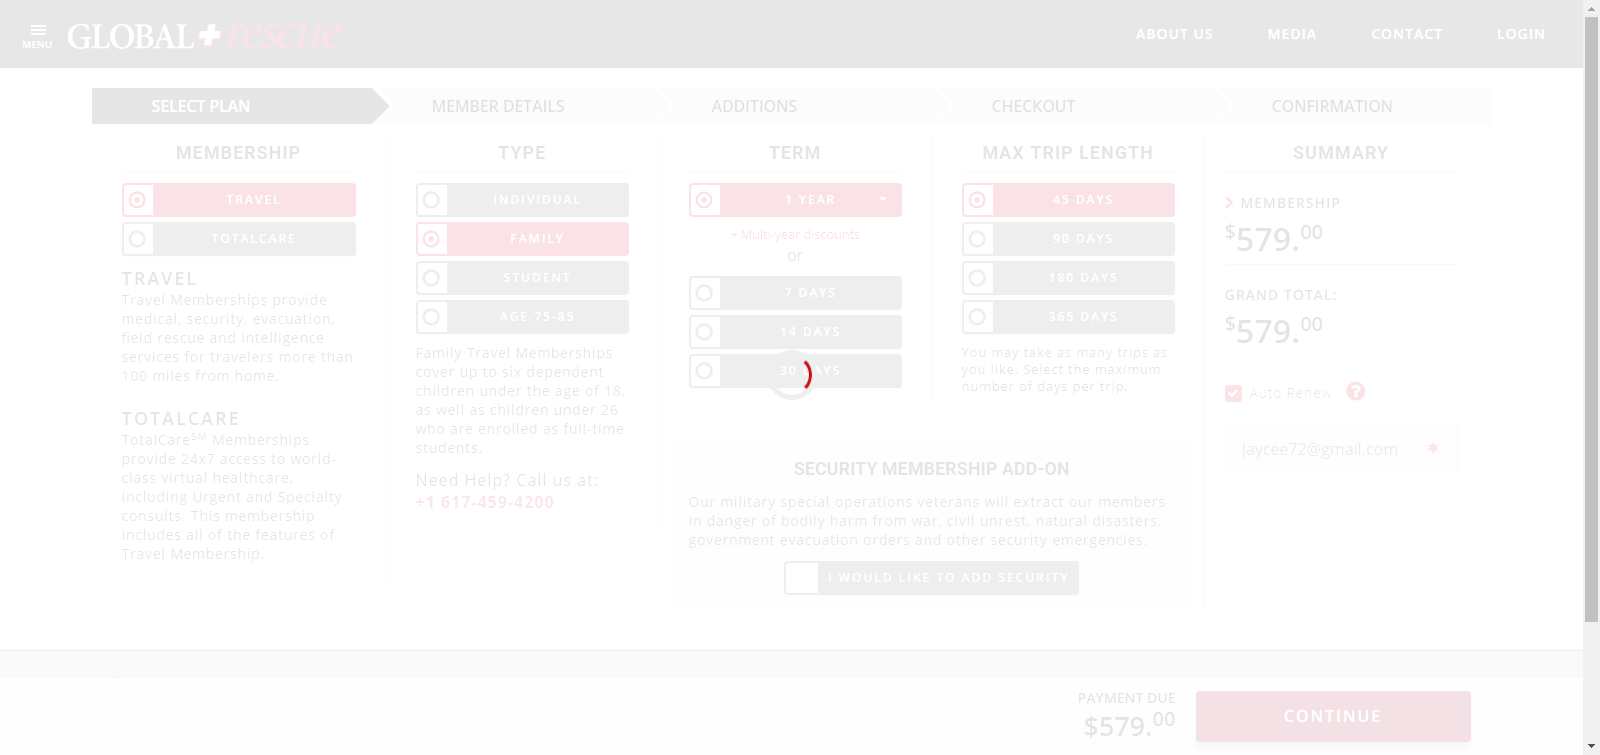 MENU
GLOBAL rescue
ABOUT US
MEDIA
CONTACT
LOGIN
SELECT PLAN
MEMBER DETAILS
ADDITIONS
CHECKOUT
CONFIRMATION
MEMBERSHIP
TRAVEL
TOTALCARE
TRAVEL
Travel Memberships provide
medical, security, evacuation,
field rescue and intelligence
services for travelers more than
100 miles from home.
TOTALCARE
TotalCareSM Memberships
provide 24x7 access to world-
class virtual healthcare,
including Urgent and Specialty
consults. This membership
includes all of the features of
Travel Membership.
TYPE
INDIVIDUAL
FAMILY
STUDENT
AGE 75-85
Family Travel Memberships
cover up to six dependent
children under the age of 18,
as well as children under 26
who are enrolled as full-time
students.
Need Help? Call us at:
+1 617-459-4200
TERM
1 YEAR
+ Multi-year discounts
or
7 DAYS
14 DAYS
30 DAYS
MAX TRIP LENGTH
45 DAYS
90 DAYS
180 DAYS
365 DAYS
You may take as many trips as
you like. Select the maximum
number of days per trip.
SECURITY MEMBERSHIP ADD-ON
Our military special operations veterans will extract our members
in danger of bodily harm from war, civil unrest, natural disasters,
government evacuation orders and other security emergencies.
I WOULD LIKE TO ADD SECURITY
SUMMARY
MEMBERSHIP
$579.00
GRAND TOTAL:
$579.00
Auto Renew
Jaycee72@gmail.com
PAYMENT DUE
$579.00
CONTINUE